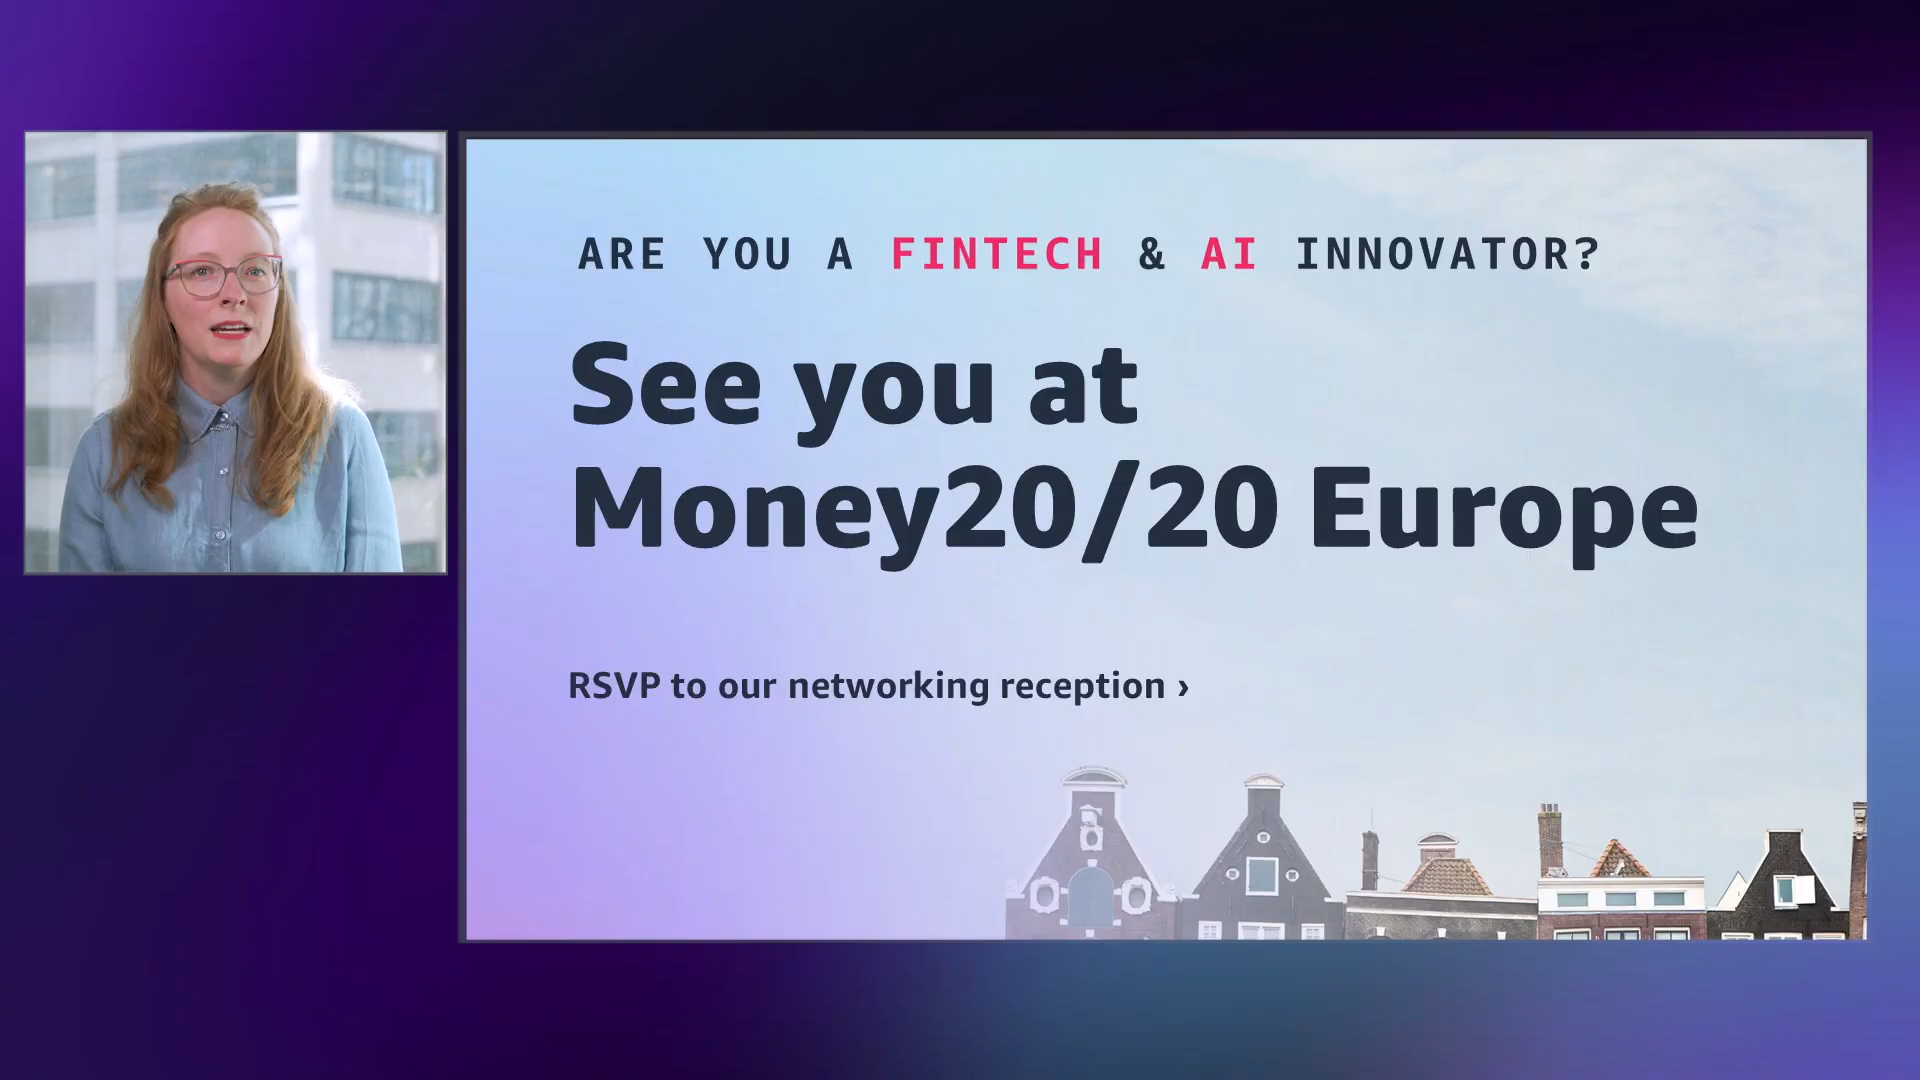 ARE YOU A FINTECH & AI INNOVATOR?
See you at
Money20/20 Europe
RSVP to our networking reception ›